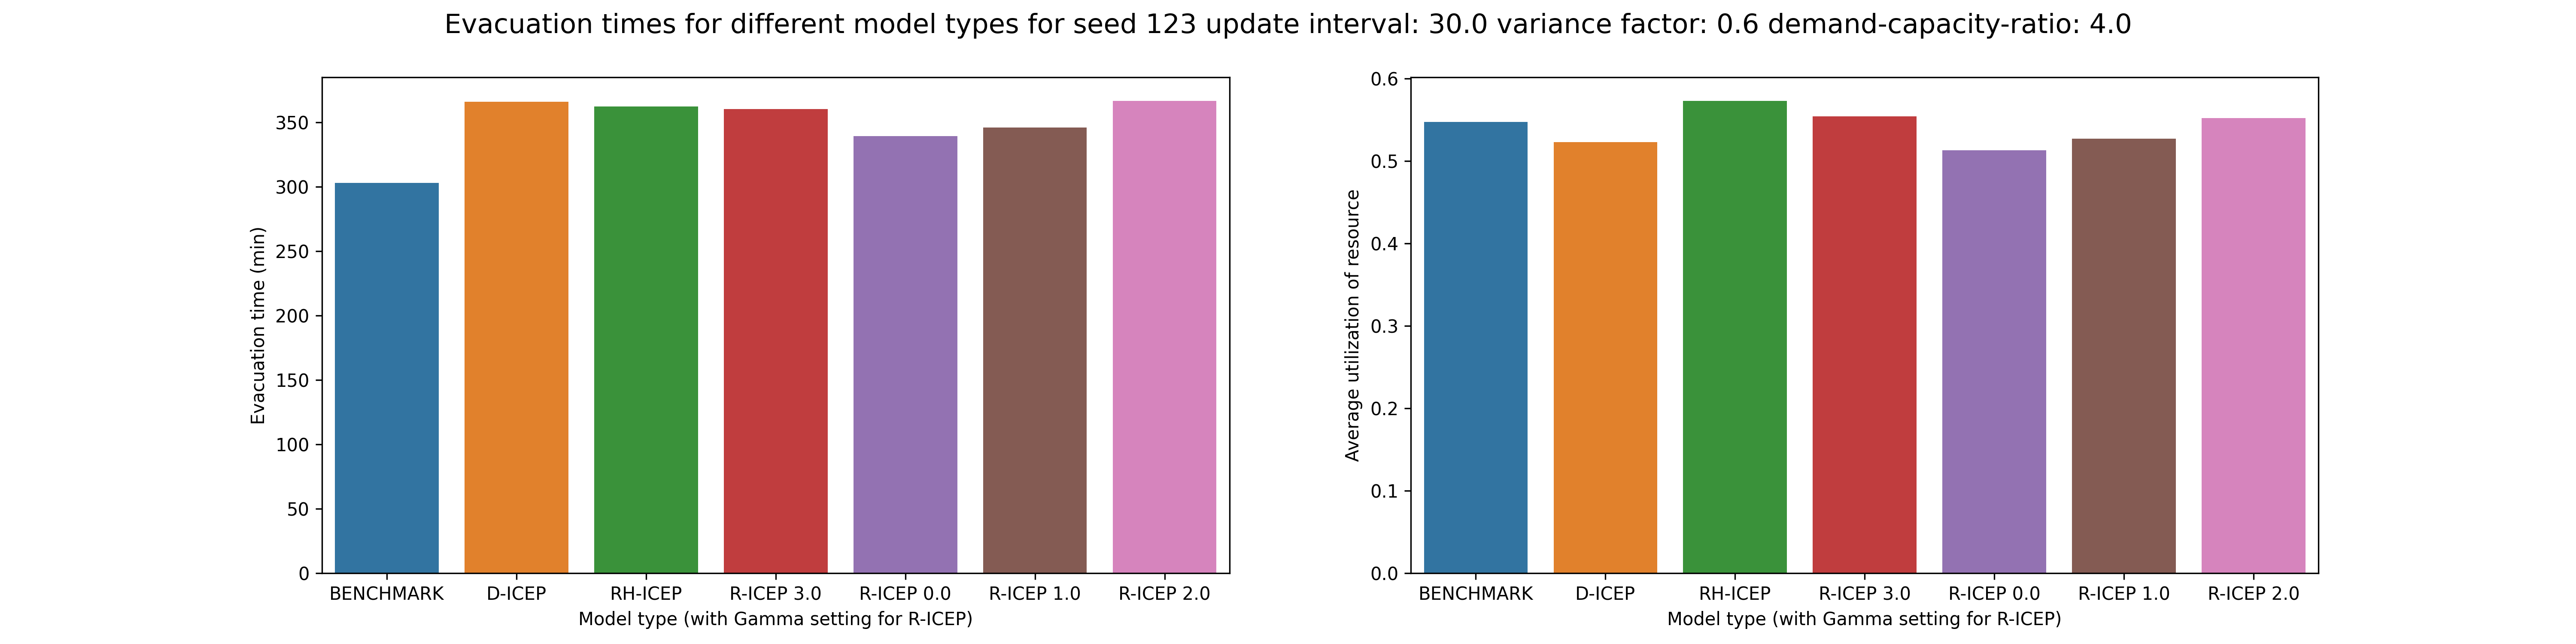 Evacuation times for different model types for seed 123 update interval: 30.0 variance factor: 0.6 demand-capacity-ratio: 4.0
Evacuation time (min)
350
300
250
200
150
100
50
0
BENCHMARK D-ICEP RH-ICEP R-ICEP 3.0 R-ICEP 0.0 R-ICEP 1.0 R-ICEP 2.0
Model type (with Gamma setting for R-ICEP)
Average utilization of resource
0.6
0.5
0.4
0.3
0.2
0.1
0.0
BENCHMARK D-ICEP RH-ICEP R-ICEP 3.0 R-ICEP 0.0 R-ICEP 1.0 R-ICEP 2.0
Model type (with Gamma setting for R-ICEP)